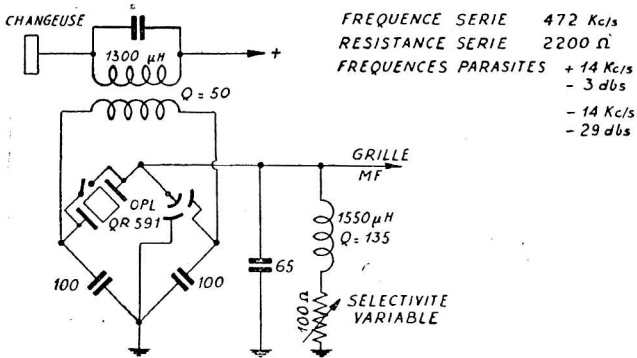 CHANGEUSE
1300 µH
+
Q = 50
FREQUENCE SERIE 472 Kc/s
RESISTANCE SERIE 2200 Ω
FREQUENCES PARASITES + 14 Kc/s
- 3 dbs
- 14 Kc/s
- 29 dbs
GRILLE
MF
OPL
QR 591
1550 µH
Q = 135
65
100
100
100 Ω
SELECTIVITE
VARIABLE